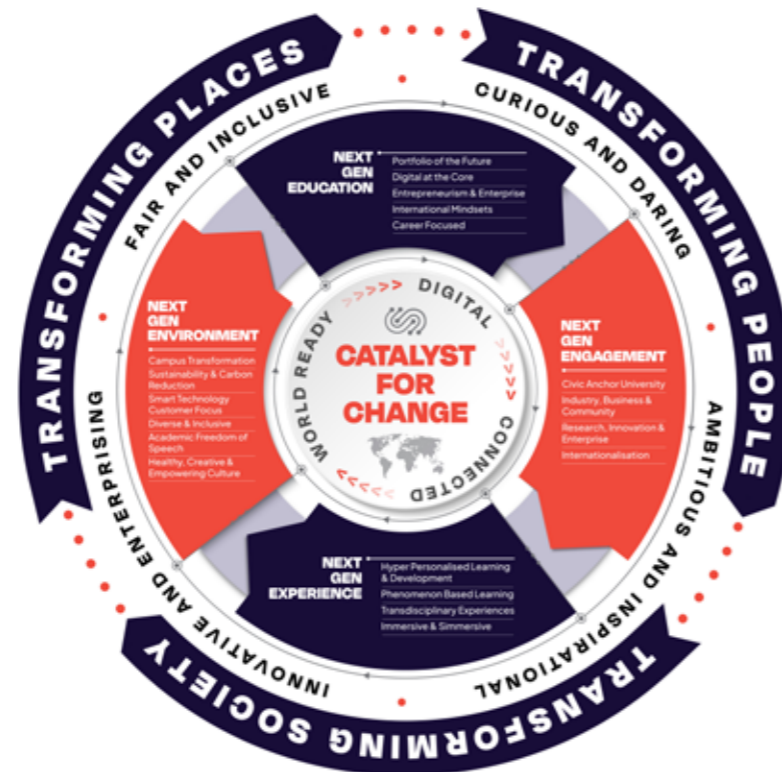 TRANSFORMING PLACES
TRANSFORMING PEOPLE
TRANSFORMING SOCIETY
FAIR AND INCLUSIVE
CURIOUS AND DARING
AMBITIOUS AND INSPIRATIONAL
INNOVATIVE AND ENTERPRISING
NEXT
GEN
EDUCATION
Portfolio of the Future
Digital at the Core
Entrepreneurism & Enterprise
International Mindsets
Career Focused
NEXT
GEN
ENGAGEMENT
Civic Anchor University
Industry, Business &
Community
Research, Innovation &
Enterprise
Internationalisation
NEXT
GEN
EXPERIENCE
Hyper Personalised Learning
& Development
Phenomenon Based Learning
Transdisciplinary Experiences
Immersive & Simmersive
NEXT
GEN
ENVIRONMENT
Campus Transformation
Sustainability & Carbon
Reduction
Smart Technology
Customer Focus
Diverse & Inclusive
Academic Freedom of
Speech
Healthy, Creative &
Empowering Culture
WORLD READY
DIGITAL
CONNECTED
CATALYST
FOR
CHANGE